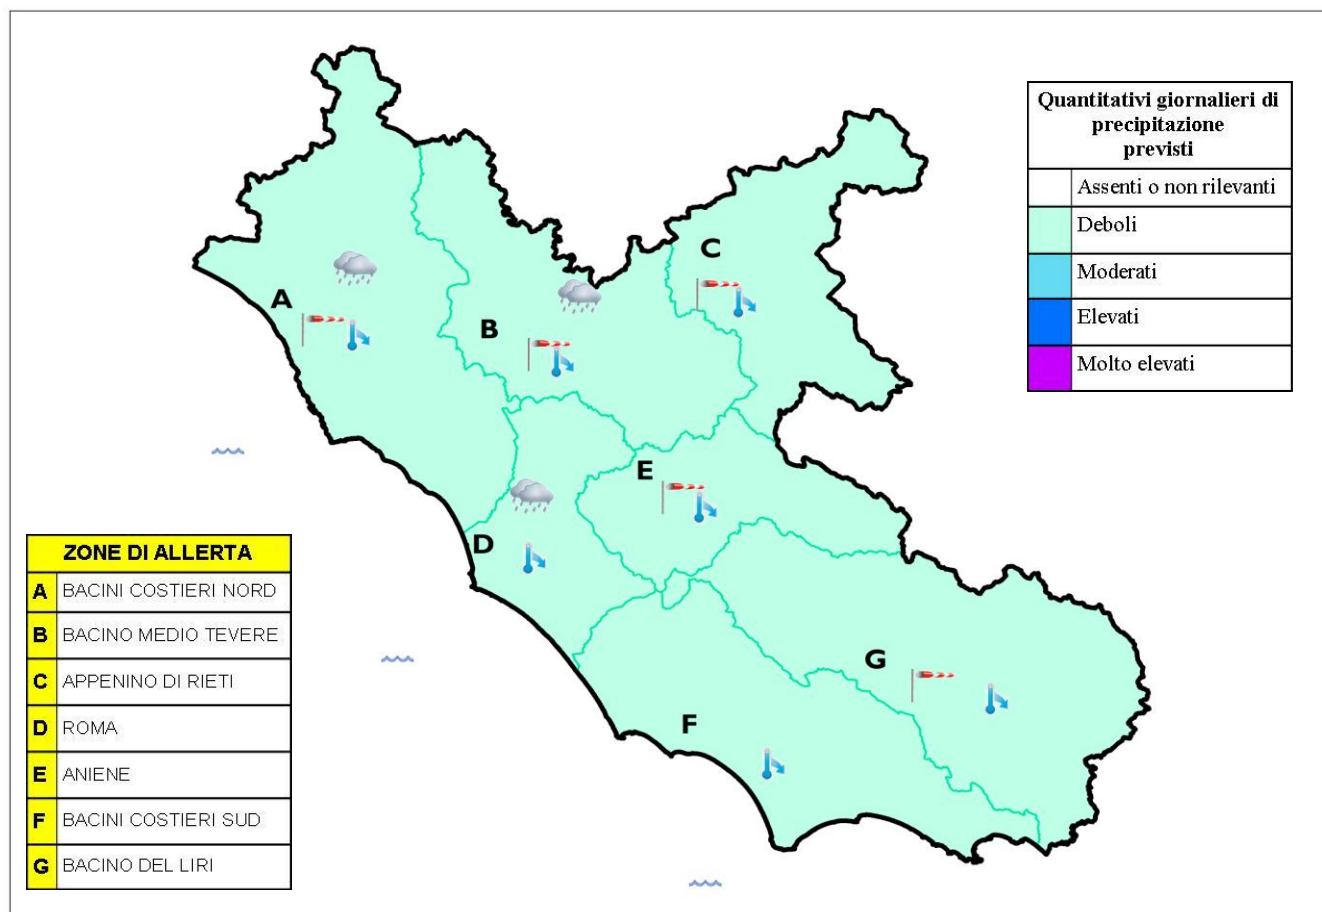 Quantitativi giornalieri di
precipitazione
previsti
Assenti o non rilevanti
Deboli
Moderati
Elevati
Molto elevati
A
B
C
D
E
F
G
ZONE DI ALLERTA
A BACINI COSTIERI NORD
B BACINO MEDIO TEVERE
C APPENINO DI RIETI
D ROMA
E ANIENE
F BACINI COSTIERI SUD
G BACINO DEL LIRI